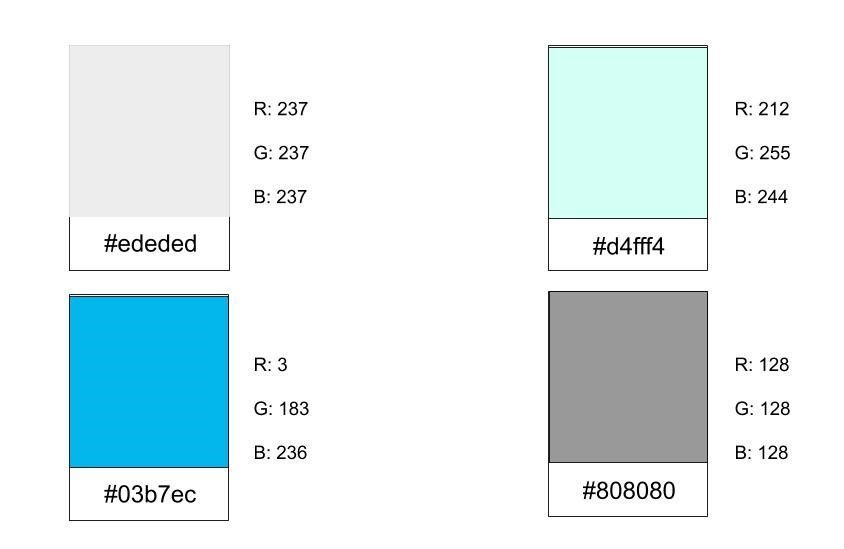 R: 237
G: 237
B: 237
#ededed
R: 212
G: 255
B: 244
#d4fff4
R: 3
G: 183
B: 236
#03b7ec
R: 128
G: 128
B: 128
#808080